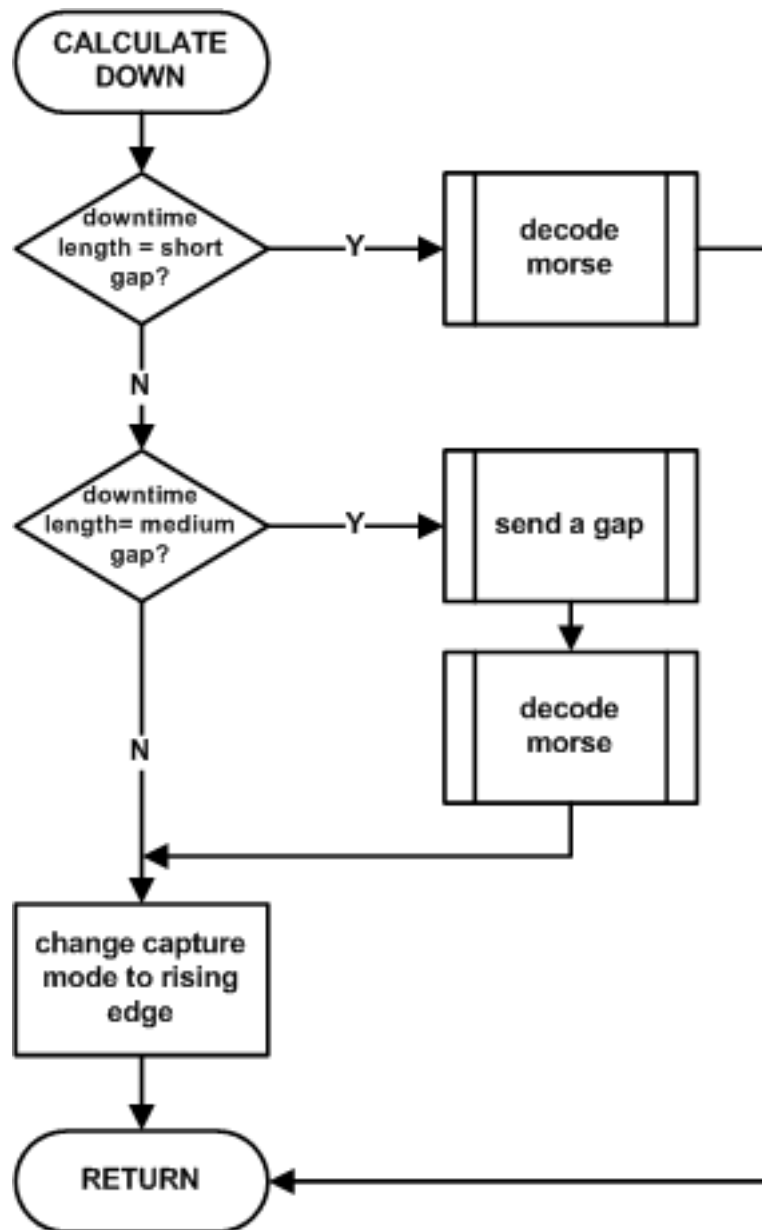 CALCULATE
DOWN
downtime
length = short
gap?
Y
decode
morse
N
downtime
length= medium
gap?
Y
send a gap
decode
morse
N
change capture
mode to rising
edge
RETURN